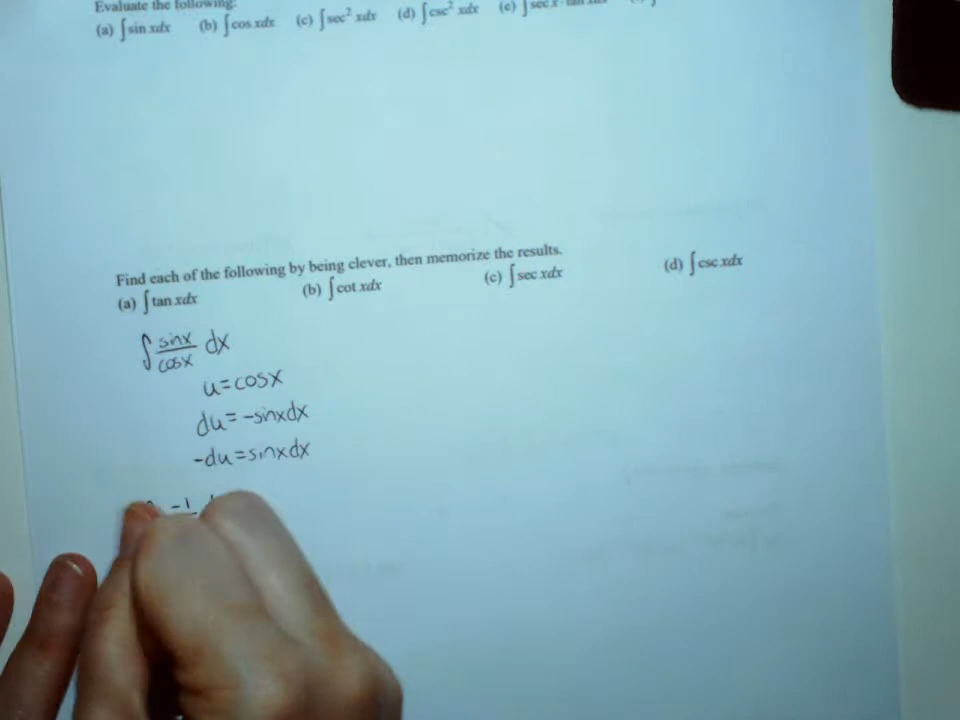 Evaluate the following:
(a) ∫sin xdx (b) ∫cos xdx (c) ∫sec² xdx (d) ∫csc² xdx (e) ∫sec x
Find each of the following by being clever, then memorize the results.
(a) ∫tan xdx (b) ∫cot xdx (c) ∫sec xdx (d) ∫csc xdx
∫ sinx/cosx dx
u=cosx
du=-sinxdx
-du=sinxdx
-1